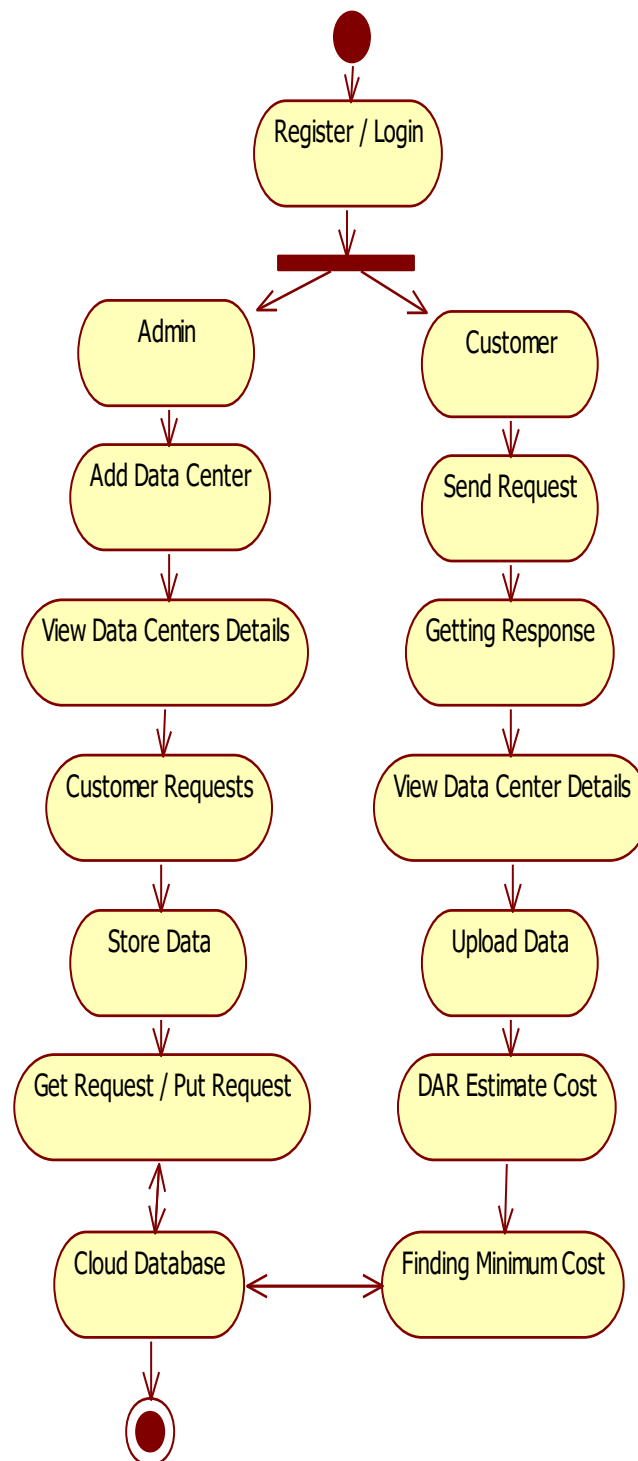 Register / Login
Admin
Customer
Add Data Center
Send Request
View Data Centers Details
Getting Response
Customer Requests
View Data Center Details
Store Data
Upload Data
Get Request / Put Request
DAR Estimate Cost
Cloud Database
Finding Minimum Cost